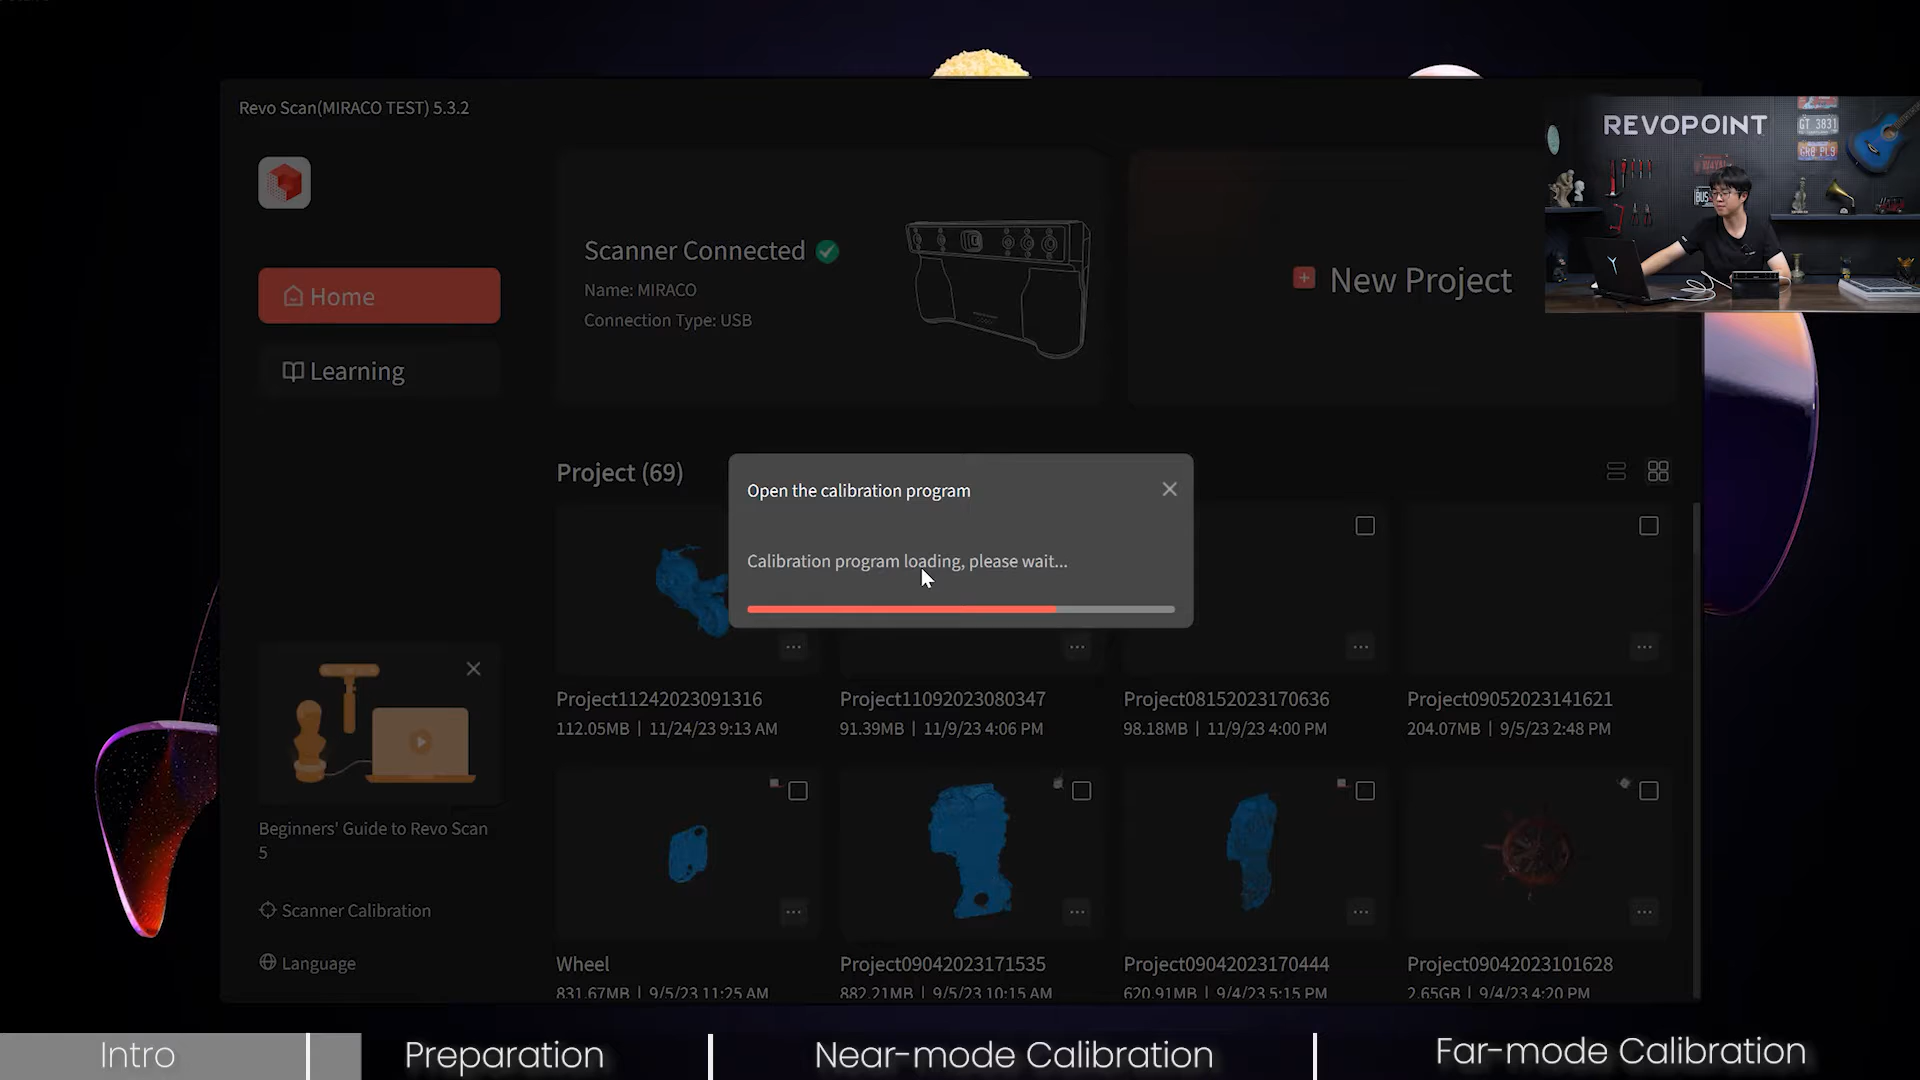 Revo Scan(MIRACO TEST) 5.3.2
REVOPOINT
GT 3831
GR8 PL9
BUS
Scanner Connected
Name: MIRACO
Connection Type: USB
New Project
Home
Learning
Project (69)
Open the calibration program
Calibration program loading, please wait...
Project11242023091316
112.05MB | 11/24/23 9:13 AM
Project11092023080347
91.39MB | 11/9/23 4:06 PM
Project08152023170636
98.18MB | 11/9/23 4:00 PM
Project09052023141621
204.07MB | 9/5/23 2:48 PM
Beginners' Guide to Revo Scan
5
Scanner Calibration
Language
Wheel
831.67MB | 9/5/23 11:25 AM
Project09042023171535
882.21MB | 9/5/23 10:15 AM
Project09042023170444
620.91MB | 9/4/23 5:15 PM
Project09042023101628
2.65GB | 9/4/23 4:20 PM
Intro
Preparation
Near-mode Calibration
Far-mode Calibration